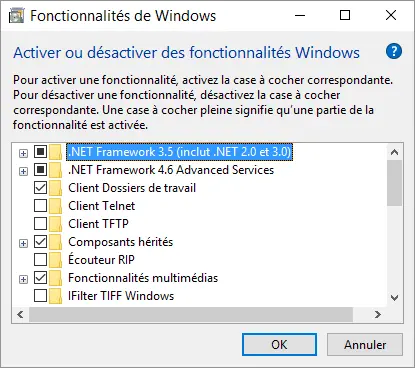 Fonctionnalités de Windows
Activer ou désactiver des fonctionnalités Windows
?
Pour activer une fonctionnalité, activez la case à cocher correspondante.
Pour désactiver une fonctionnalité, désactivez la case à cocher
correspondante. Une case à cocher pleine signifie qu'une partie de la
fonctionnalité est activée.
.NET Framework 3.5 (inclut .NET 2.0 et 3.0)
.NET Framework 4.6 Advanced Services
Client Dossiers de travail
Client Telnet
Client TFTP
Composants hérités
Écouteur RIP
Fonctionnalités multimédias
IFilter TIFF Windows
OK
Annuler